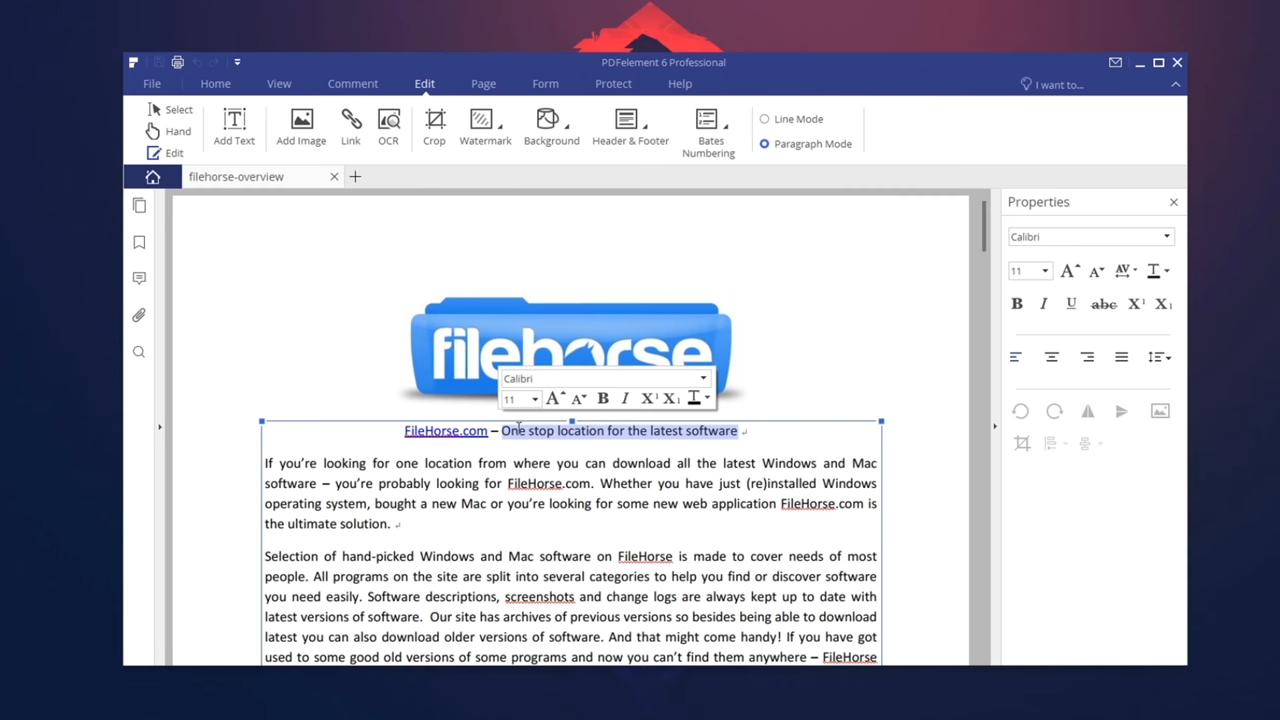 PDFelement 6 Professional
File Home View Comment Edit Page Form Protect Help I want to...
Select
Hand
Edit
Add Text Add Image Link OCR Crop Watermark Background Header & Footer Bates Numbering
Line Mode
Paragraph Mode
filehorse-overview
Properties
Calibri
11
B I U abc X¹ X₁
filehorse
Calibri
11 B I X¹ X₁ T
FileHorse.com – One stop location for the latest software
If you’re looking for one location from where you can download all the latest Windows and Mac
software – you’re probably looking for FileHorse.com. Whether you have just (re)installed Windows
operating system, bought a new Mac or you’re looking for some new web application FileHorse.com is
the ultimate solution.
Selection of hand-picked Windows and Mac software on FileHorse is made to cover needs of most
people. All programs on the site are split into several categories to help you find or discover software
you need easily. Software descriptions, screenshots and change logs are always kept up to date with
latest versions of software. Our site has archives of previous versions so besides being able to download
latest you can also download older versions of software. And that might come handy! If you have got
used to some good old versions of some programs and now you can’t find them anywhere – FileHorse